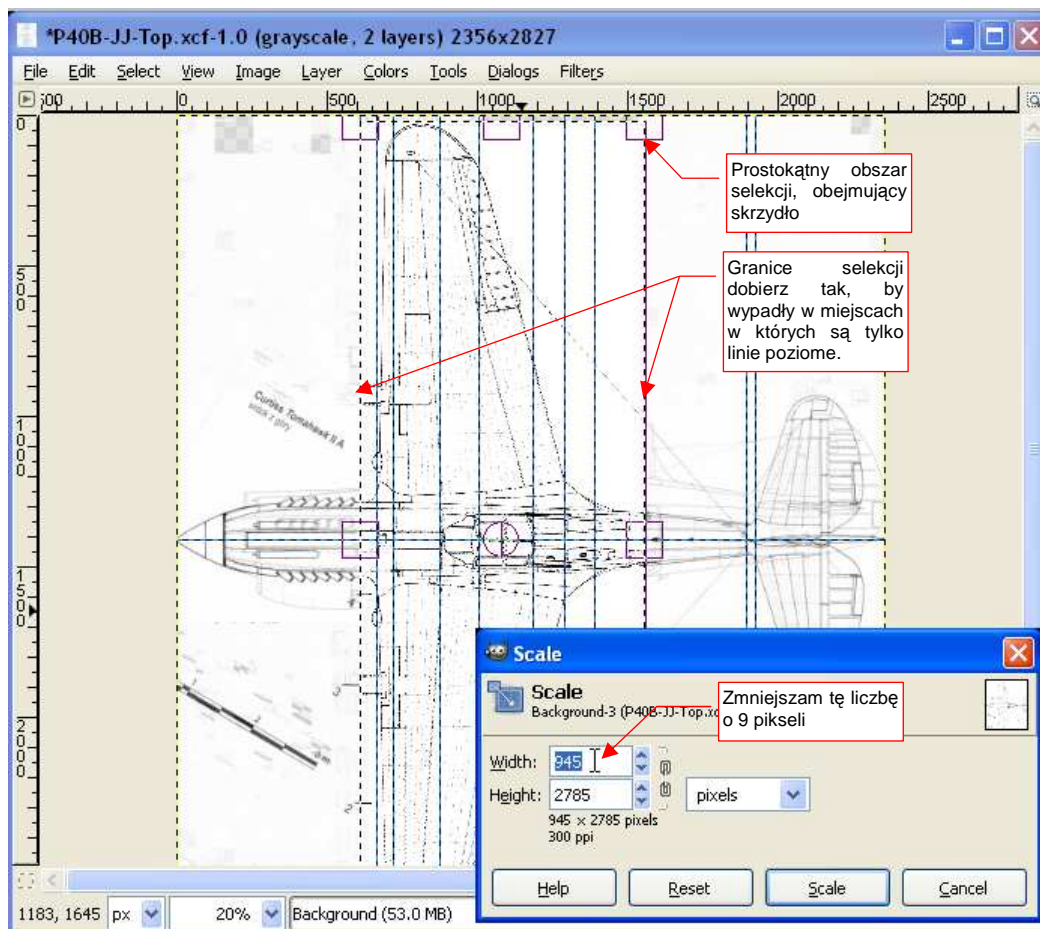 *P40B-JJ-Top.xcf-1.0 (grayscale, 2 layers) 2356x2827
File Edit Select View Image Layer Colors Tools Dialogs Filters
500 0 500 1000 1500 2000 2500
0
500
1000
1500
2000
Prostokątny obszar
selekcji, obejmujący
skrzydło
Granice selekcji
dobierz tak, by
wypadły w miejscach
w których są tylko
linie poziome.
Curtiss Tomahawk II A
widok z góry
3
2
Scale
Scale
Background-3 (P40B-JJ-Top.xc
Zmniejszam tę liczbę
o 9 pikseli
Width: 945
Height: 2785 pixels
945 × 2785 pixels
300 ppi
Help Reset Scale Cancel
1183, 1645 px 20% Background (53.0 MB)